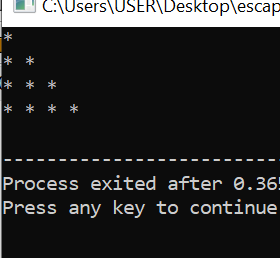 C:\Users\USER\Desktop\escap
*
* *
* * *
* * * *
--------------------------
Process exited after 0.365
Press any key to continue